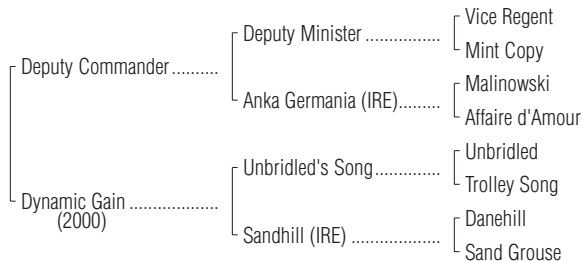 Vice Regent
Deputy Minister ................
Mint Copy
Deputy Commander..........
Malinowski
Anka Germania (IRE).........
Affaire d'Amour
Unbridled
Unbridled's Song..............
Trolley Song
Dynamic Gain ...................
(2000)
Danehill
Sandhill (IRE) ...................
Sand Grouse